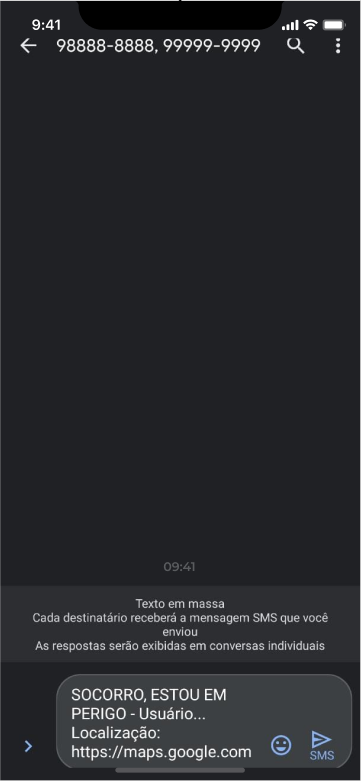 9:41
98888-8888, 99999-9999
09:41
Texto em massa
Cada destinatário receberá a mensagem SMS que você
enviou
As respostas serão exibidas em conversas individuais
SOCORRO, ESTOU EM
PERIGO - Usuário...
Localização:
https://maps.google.com
SMS